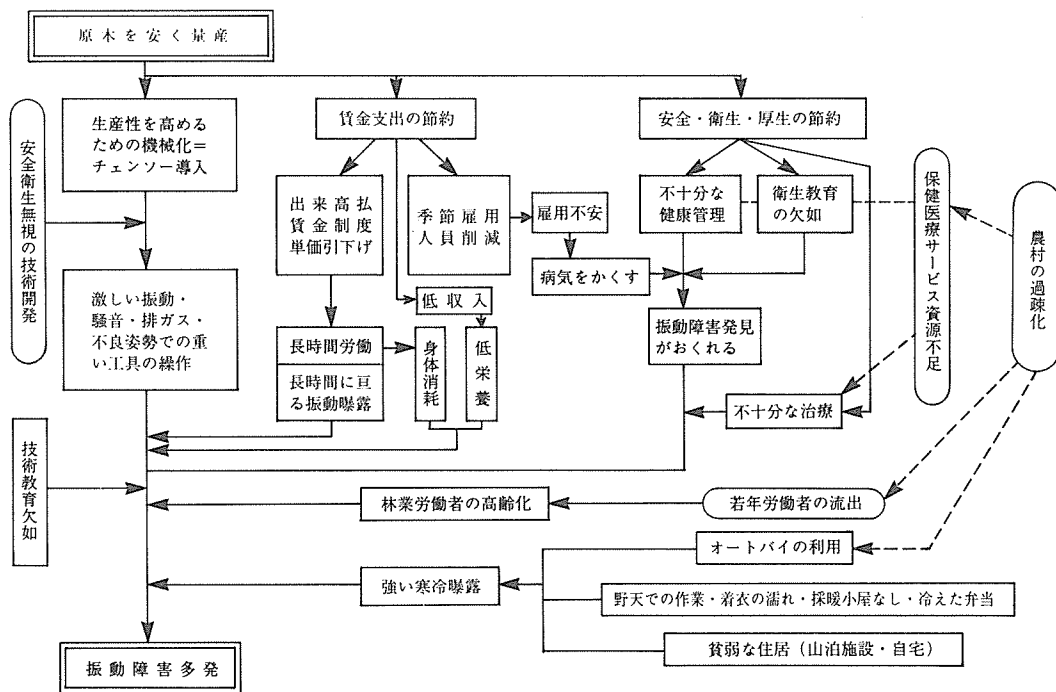 原木を安く量産
生産性を高める
ための機械化=
チェンソー導入
賃金支出の節約
安全・衛生・厚生の節約
安全衛生無視の技術開発
出来高払
賃金制度
単価引下げ
季節雇用
人員削減
雇用不安
不十分な
健康管理
衛生教育
の欠如
保健医療サービス資源不足
農村の過疎化
病気をかくす
激しい振動・
騒音・排ガス・
不良姿勢での重
い工具の操作
低収入
振動障害発見
がおくれる
長時間労働
長時間に亘
る振動曝露
身体消耗
低栄養
不十分な治療
技術教育欠如
林業労働者の高齢化
若年労働者の流出
オートバイの利用
強い寒冷曝露
野天での作業・着衣の濡れ・採暖小屋なし・冷えた弁当
貧弱な住居(山泊施設・自宅)
振動障害多発